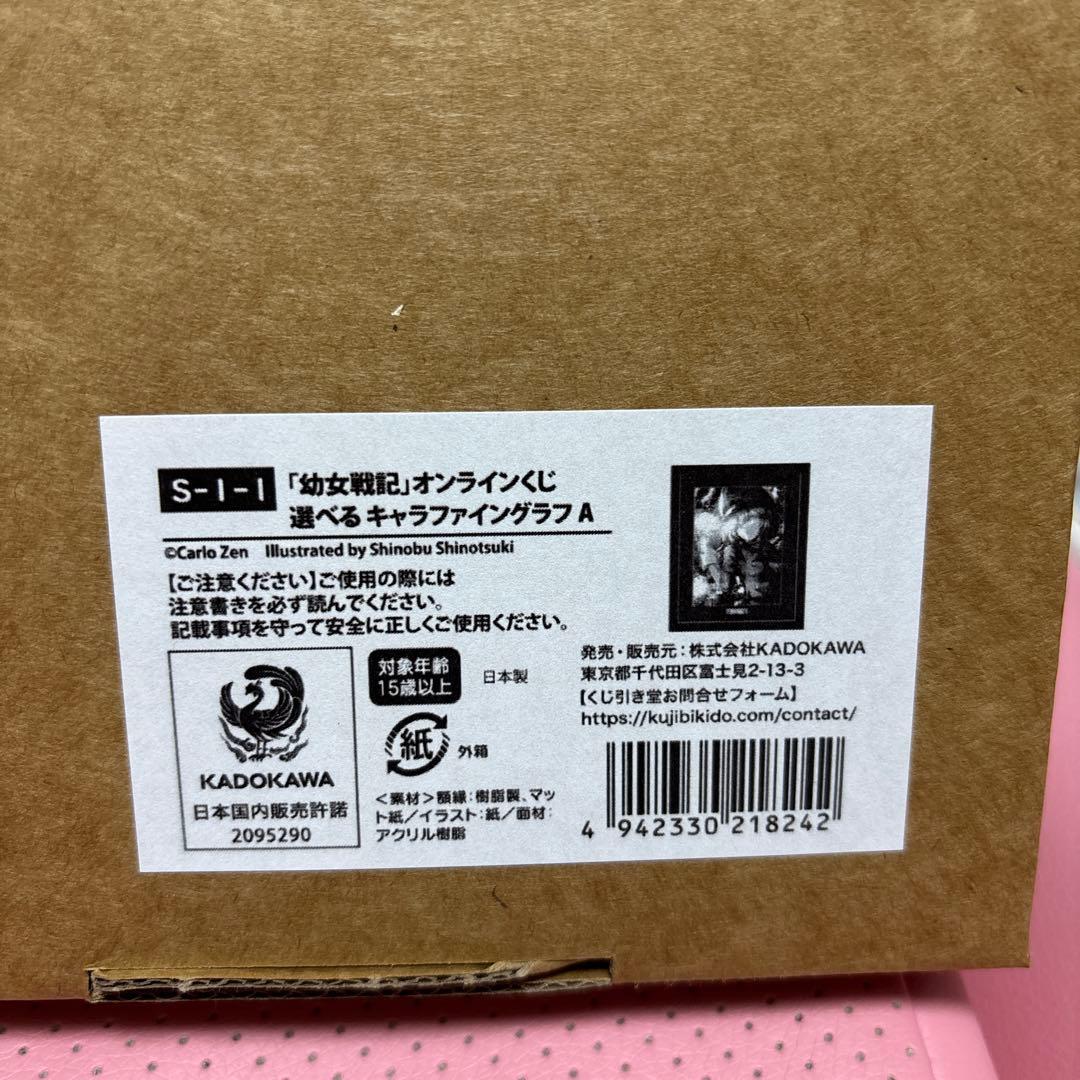 S-1-1
「幼女戦記」オンラインくじ
選べる キャラファイングラフ A
©Carlo Zen Illustrated by Shinobu Shinotsuki
【ご注意ください】ご使用の際には
注意書きを必ず読んでください。
記載事項を守って安全に正しくご使用ください。
KADOKAWA
日本国内販売許諾
2095290
対象年齢
15歳以上
日本製
紙
外箱
＜素材＞額縁：樹脂製、マッ
ト紙／イラスト：紙／面材：
アクリル樹脂
発売・販売元：株式会社KADOKAWA
東京都千代田区富士見2-13-3
【くじ引き堂お問合せフォーム】
https://kujibikido.com/contact/
4 942330 218242